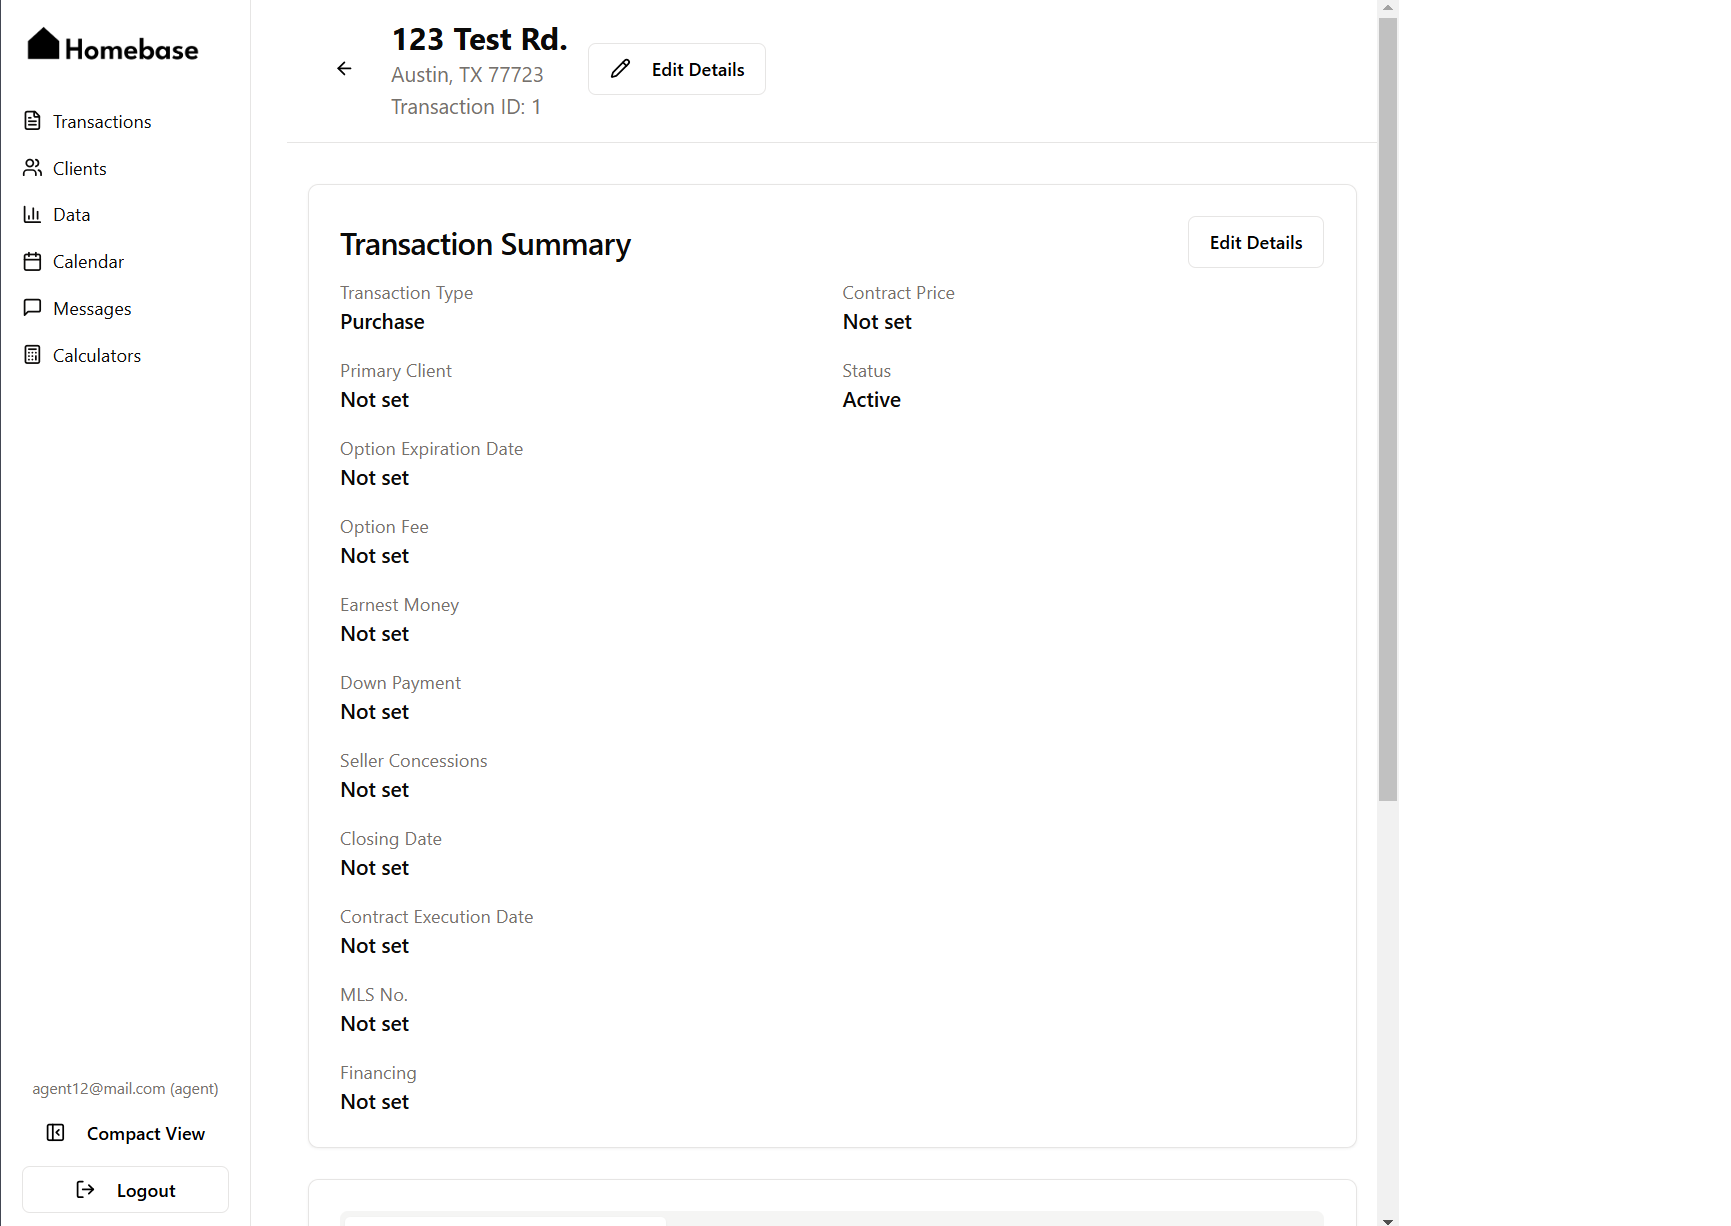 Homebase
Transactions
Clients
Data
Calendar
Messages
Calculators
agent12@mail.com (agent)
Compact View
Logout
123 Test Rd.
Austin, TX 77723
Transaction ID: 1
Edit Details
Transaction Summary
Edit Details
Transaction Type
Purchase
Contract Price
Not set
Primary Client
Not set
Status
Active
Option Expiration Date
Not set
Option Fee
Not set
Earnest Money
Not set
Down Payment
Not set
Seller Concessions
Not set
Closing Date
Not set
Contract Execution Date
Not set
MLS No.
Not set
Financing
Not set